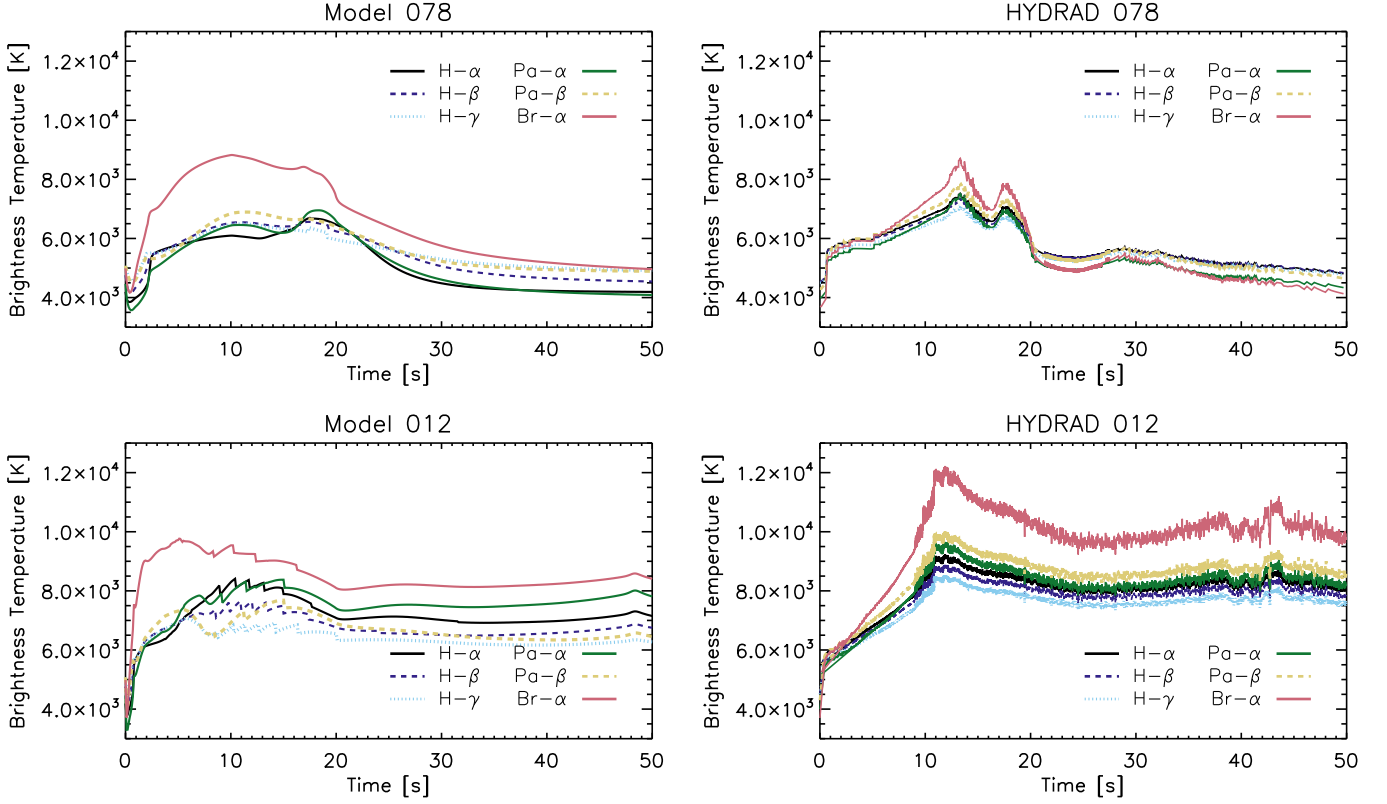 Model 078
Brightness Temperature [K]
1.2×10⁴
1.0×10⁴
8.0×10³
6.0×10³
4.0×10³
H−α Pa−α
H−β Pa−β
H−γ Br−α
0 10 20 30 40 50
Time [s]
HYDRAD 078
Brightness Temperature [K]
1.2×10⁴
1.0×10⁴
8.0×10³
6.0×10³
4.0×10³
H−α Pa−α
H−β Pa−β
H−γ Br−α
0 10 20 30 40 50
Time [s]
Model 012
Brightness Temperature [K]
1.2×10⁴
1.0×10⁴
8.0×10³
6.0×10³
4.0×10³
H−α Pa−α
H−β Pa−β
H−γ Br−α
0 10 20 30 40 50
Time [s]
HYDRAD 012
Brightness Temperature [K]
1.2×10⁴
1.0×10⁴
8.0×10³
6.0×10³
4.0×10³
H−α Pa−α
H−β Pa−β
H−γ Br−α
0 10 20 30 40 50
Time [s]